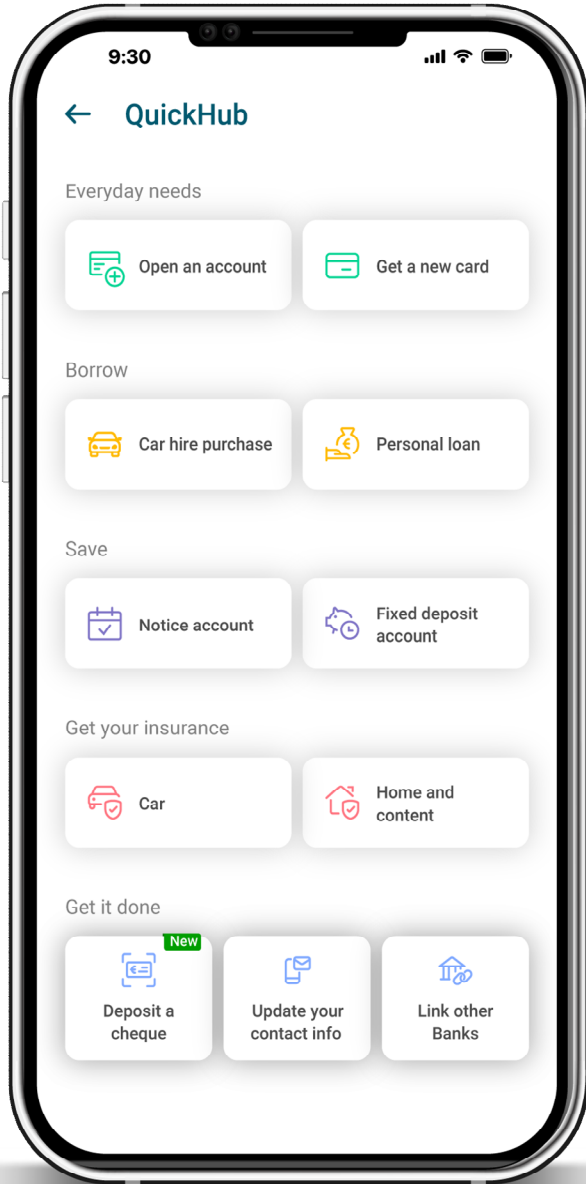 9:30
QuickHub
Everyday needs
Open an account
Get a new card
Borrow
Car hire purchase
Personal loan
Save
Notice account
Fixed deposit
account
Get your insurance
Car
Home and
content
Get it done
New
Deposit a
cheque
Update your
contact info
Link other
Banks